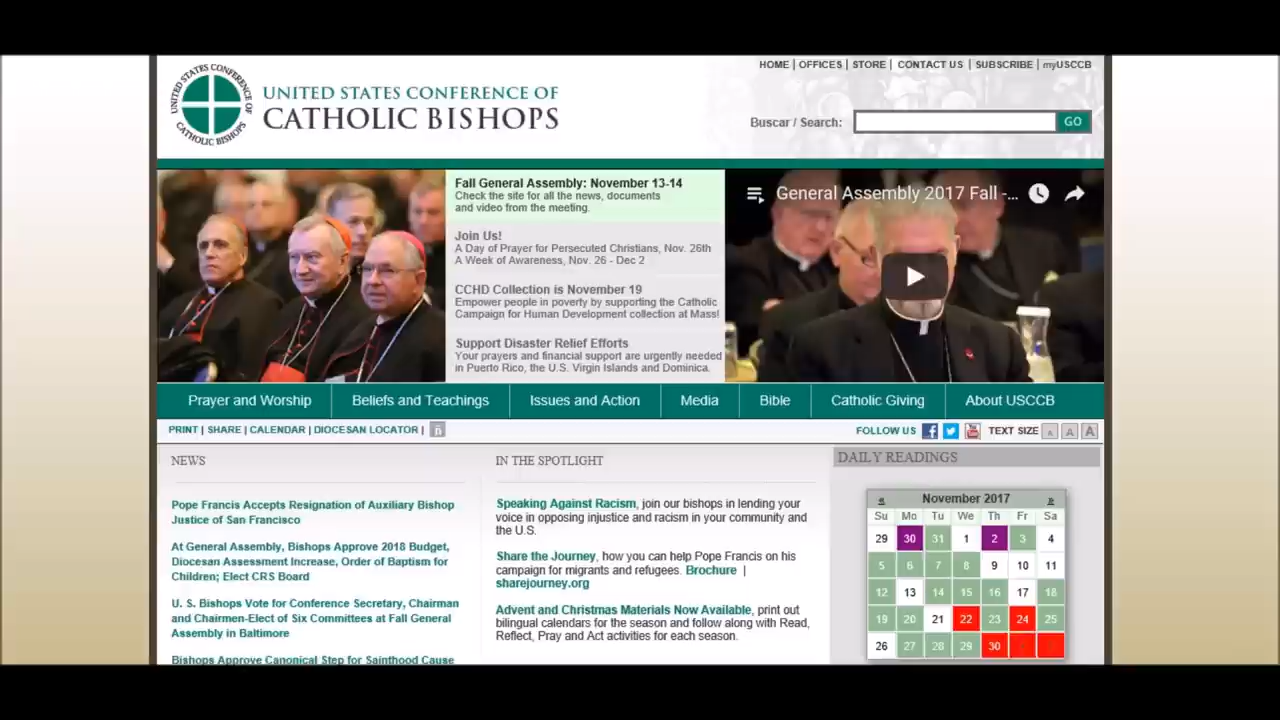 HOME | OFFICES | STORE | CONTACT US | SUBSCRIBE | myUSCCB
UNITED STATES CONFERENCE OF CATHOLIC BISHOPS
UNITED STATES CONFERENCE OF
CATHOLIC BISHOPS
Buscar / Search:
GO
Fall General Assembly: November 13-14
Check the site for all the news, documents
and video from the meeting.
Join Us!
A Day of Prayer for Persecuted Christians, Nov. 26th
A Week of Awareness, Nov. 26 - Dec 2
CCHD Collection is November 19
Empower people in poverty by supporting the Catholic
Campaign for Human Development collection at Mass!
Support Disaster Relief Efforts
Your prayers and financial support are urgently needed
in Puerto Rico, the U.S. Virgin Islands and Dominica.
General Assembly 2017 Fall -...
Prayer and Worship
Beliefs and Teachings
Issues and Action
Media
Bible
Catholic Giving
About USCCB
PRINT | SHARE | CALENDAR | DIOCESAN LOCATOR | ñ
FOLLOW US
f
You Tube
TEXT SIZE A A A
NEWS
Pope Francis Accepts Resignation of Auxiliary Bishop
Justice of San Francisco
At General Assembly, Bishops Approve 2018 Budget,
Diocesan Assessment Increase, Order of Baptism for
Children; Elect CRS Board
U. S. Bishops Vote for Conference Secretary, Chairman
and Chairmen-Elect of Six Committees at Fall General
Assembly in Baltimore
Bishops Approve Canonical Step for Sainthood Cause
IN THE SPOTLIGHT
Speaking Against Racism, join our bishops in lending your
voice in opposing injustice and racism in your community and
the U.S.
Share the Journey, how you can help Pope Francis on his
campaign for migrants and refugees. Brochure |
sharejourney.org
Advent and Christmas Materials Now Available, print out
bilingual calendars for the season and follow along with Read,
Reflect, Pray and Act activities for each season.
DAILY READINGS
« November 2017 »
Su Mo Tu We Th Fr Sa
29 30 31 1 2 3 4
5 6 7 8 9 10 11
12 13 14 15 16 17 18
19 20 21 22 23 24 25
26 27 28 29 30